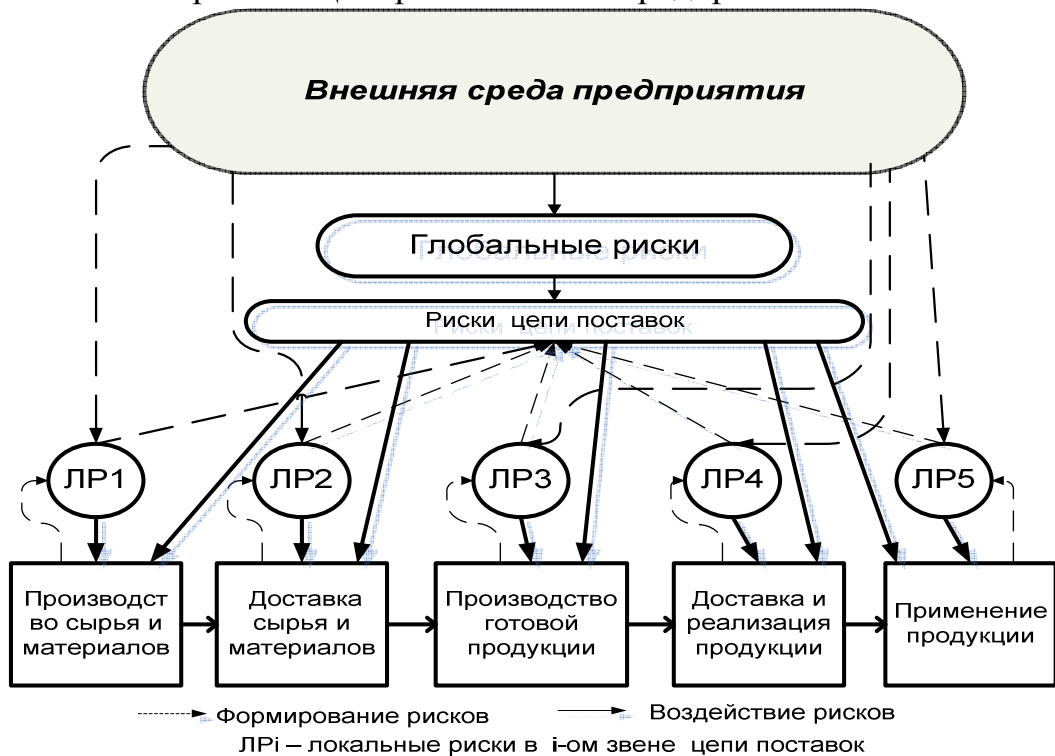 Внешняя среда предприятия
Глобальные риски
Риски цепи поставок
ЛР1
ЛР2
ЛР3
ЛР4
ЛР5
Производст
во сырья и
материалов
Доставка
сырья и
материалов
Производство
готовой
продукции
Доставка и
реализация
продукции
Применение
продукции
Формирование рисков
Воздействие рисков
ЛРi – локальные риски в i-ом звене цепи поставок